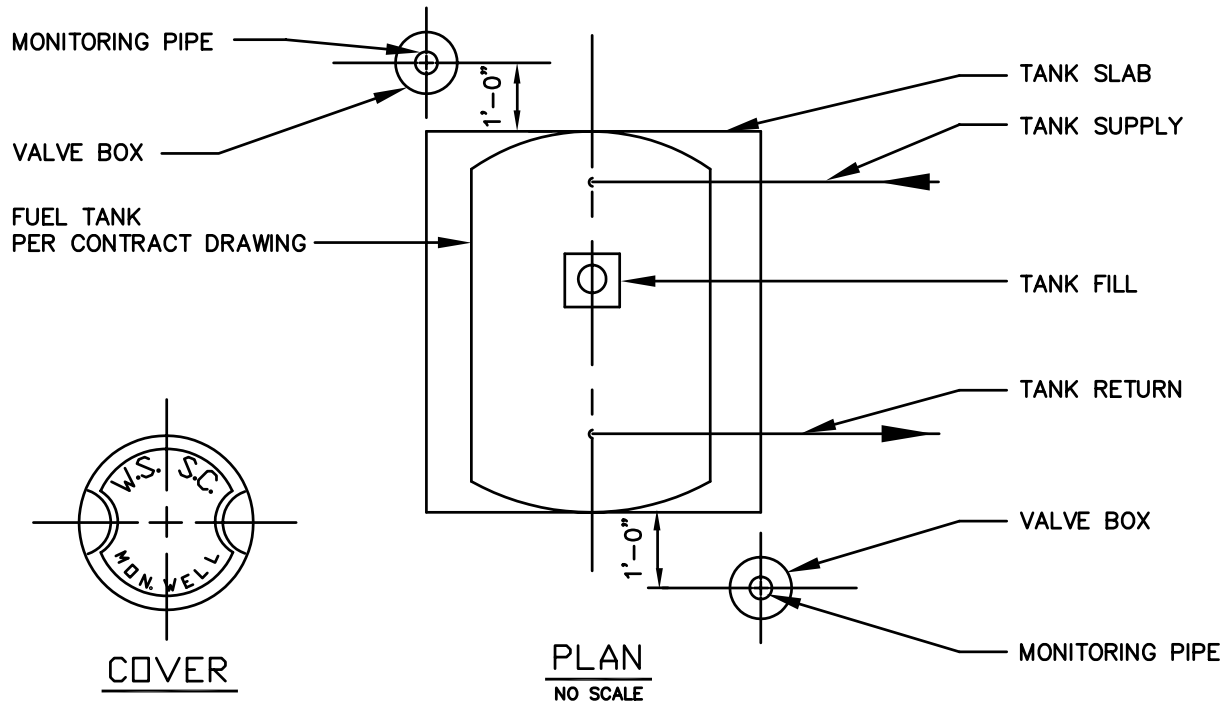 MONITORING PIPE
VALVE BOX
FUEL TANK
PER CONTRACT DRAWING
1'-0"
TANK SLAB
TANK SUPPLY
TANK FILL
TANK RETURN
VALVE BOX
MONITORING PIPE
1'-0"
W.S. S.C.
MON. WELL
COVER
PLAN
NO SCALE